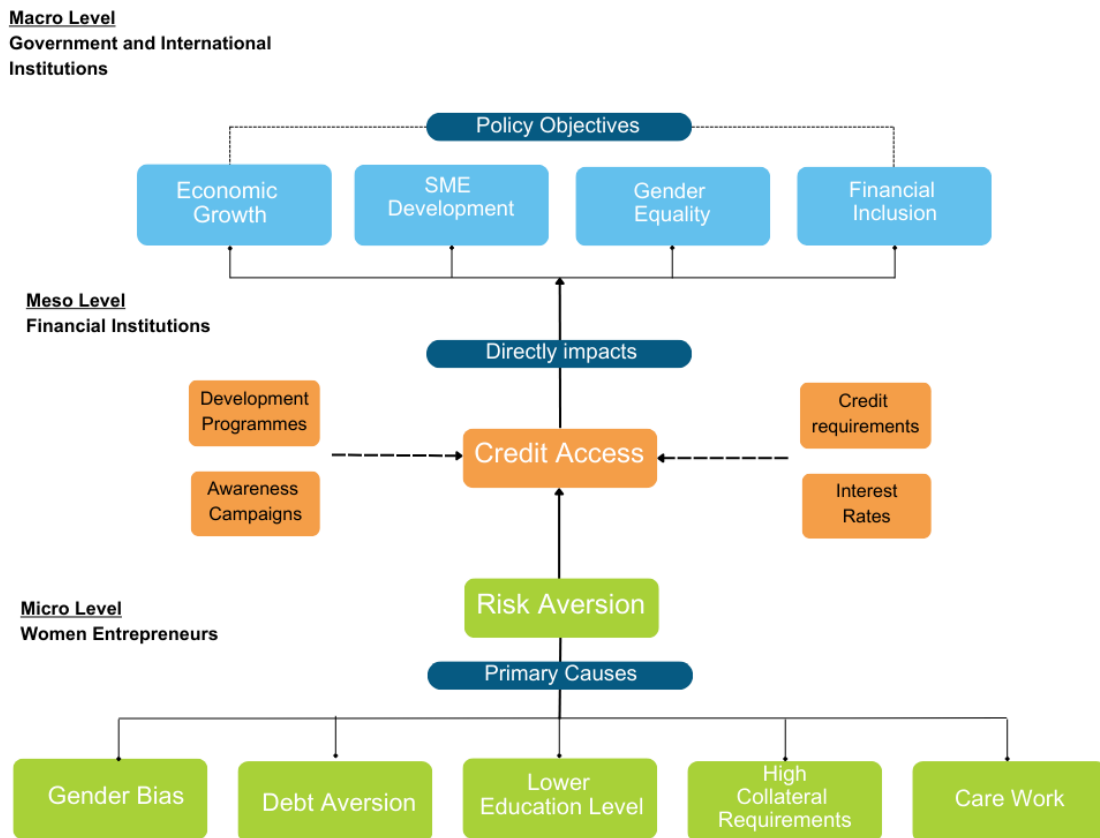 Macro Level
Government and International
Institutions
Policy Objectives
Economic
Growth
SME
Development
Gender
Equality
Financial
Inclusion
Meso Level
Financial Institutions
Directly impacts
Development
Programmes
Awareness
Campaigns
Credit Access
Credit
requirements
Interest
Rates
Micro Level
Women Entrepreneurs
Risk Aversion
Primary Causes
Gender Bias
Debt Aversion
Lower
Education Level
High
Collateral
Requirements
Care Work